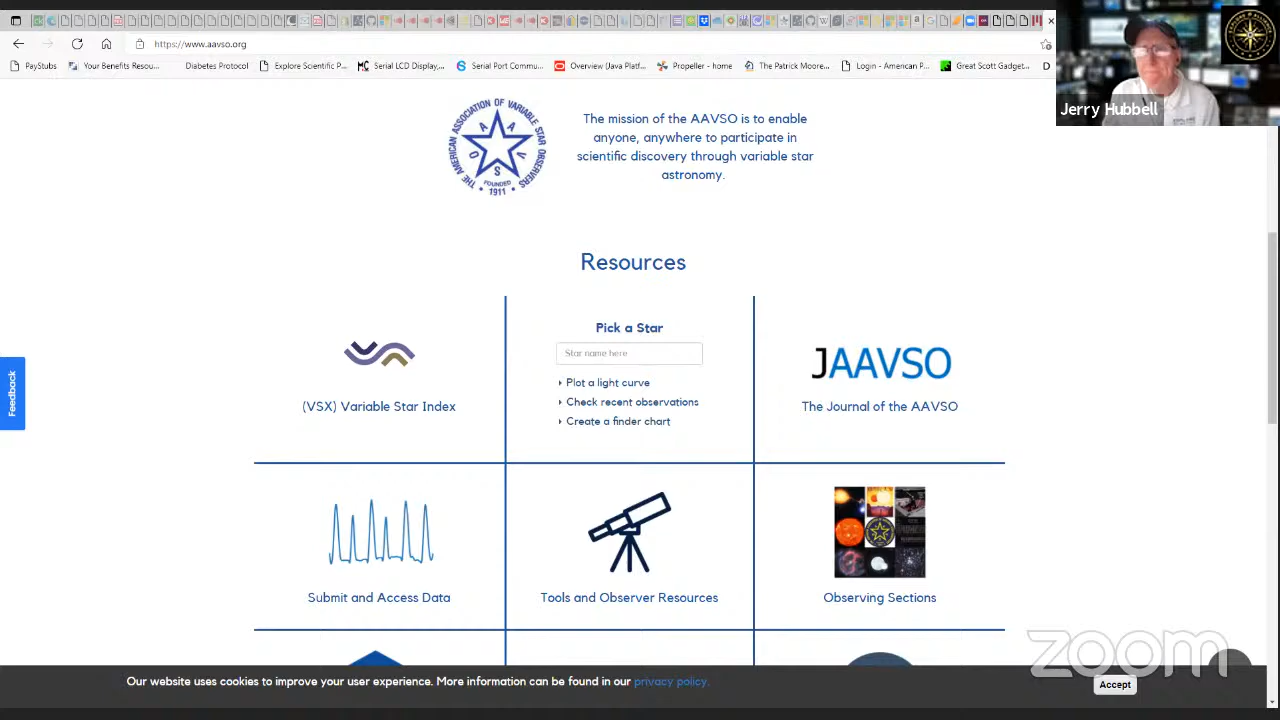 https://www.aavso.org
PayStubs
Your Benefits Resou...
Diabetes Protocol
Explore Scientific P...
Serial LCD Display,...
Serial Port Commu...
Overview (Java Platf...
Propeller - home
The Patrick Moore...
Login - American P...
Great Scott Gadget...
D
Jerry Hubbell
THE AMERICAN ASSOCIATION OF VARIABLE STAR OBSERVERS
A A V S O
FOUNDED
1911
The mission of the AAVSO is to enable
anyone, anywhere to participate in
scientific discovery through variable star
astronomy.
Resources
Pick a Star
Star name here
Plot a light curve
Check recent observations
Create a finder chart
(VSX) Variable Star Index
JAAVSO
The Journal of the AAVSO
Feedback
Submit and Access Data
Tools and Observer Resources
Observing Sections
zoom
Our website uses cookies to improve your user experience. More information can be found in our privacy policy.
Accept